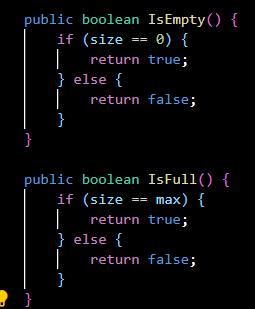 public boolean IsEmpty() {
    if (size == 0) {
        return true;
    } else {
        return false;
    }
}
public boolean IsFull() {
    if (size == max) {
        return true;
    } else {
        return false;
    }
}